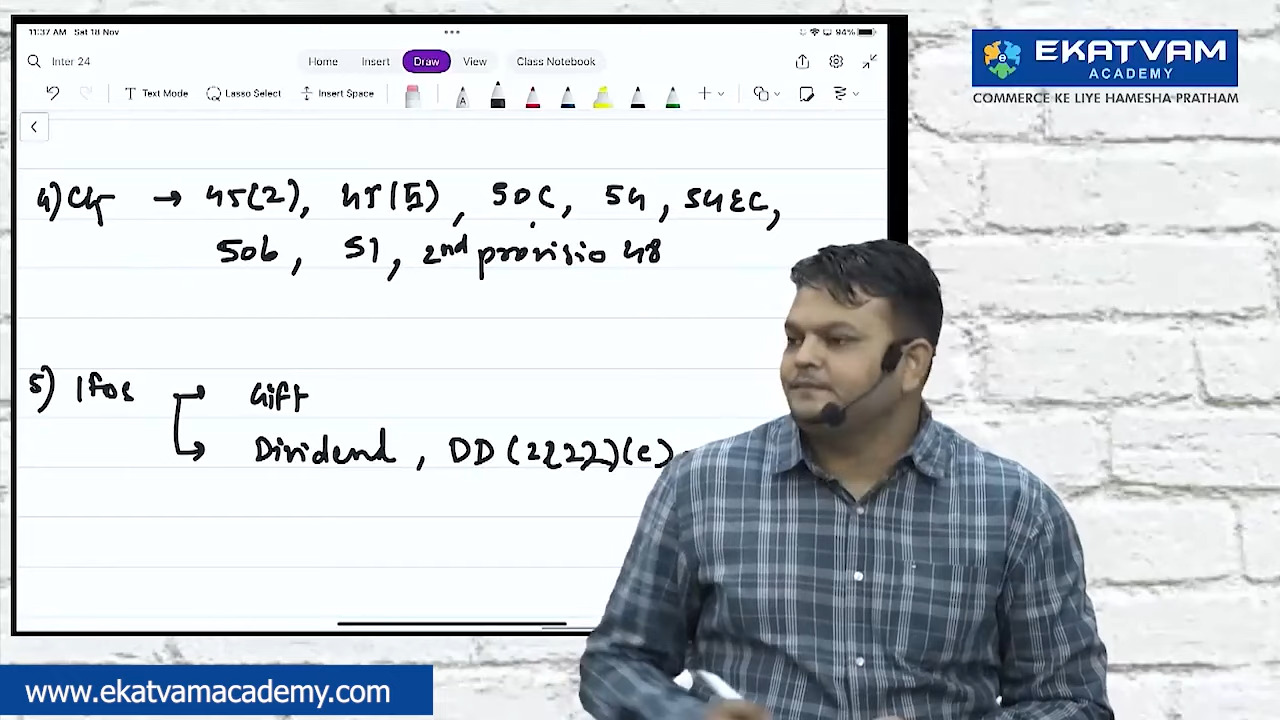 11:37 AM Sat 18 Nov
94%
Inter 24
Home Insert Draw View Class Notebook
Text Mode Lasso Select Insert Space
EKATVAM
ACADEMY
COMMERCE KE LIYE HAMESHA PRATHAM
4) CG → 45(2), 45(5), 50C, 54, 54EC,
50b, 51, 2nd provisio 48
5) IFOS → Gift
→ Dividend, DD (2(22))(e)
www.ekatvamacademy.com